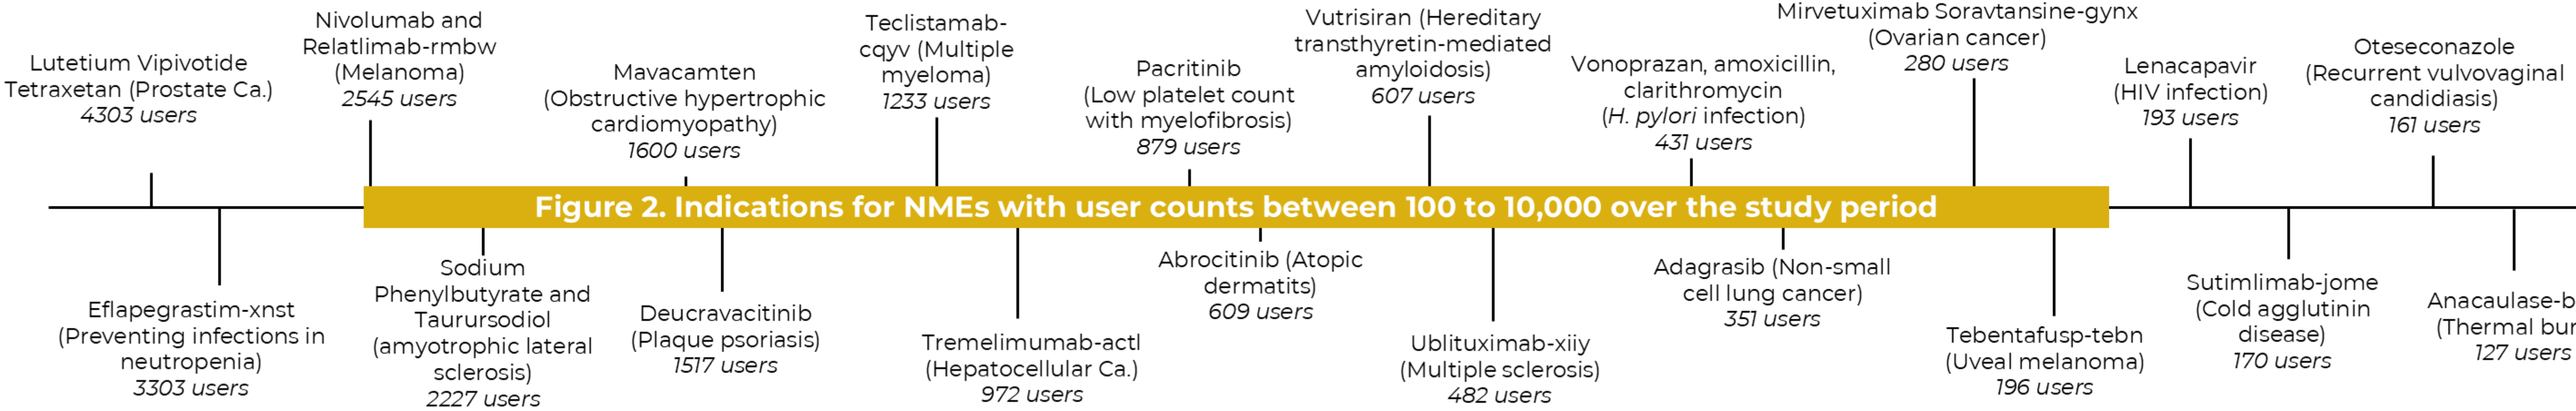 Lutetium Vipivotide
Tetraxetan (Prostate Ca.)
4303 users
Nivolumab and
Relatlimab-rmbw
(Melanoma)
2545 users
Mavacamten
(Obstructive hypertrophic
cardiomyopathy)
1600 users
Teclistamab-
cqyv (Multiple
myeloma)
1233 users
Pacritinib
(Low platelet count
with myelofibrosis)
879 users
Vutrisiran (Hereditary
transthyretin-mediated
amyloidosis)
607 users
Vonoprazan, amoxicillin,
clarithromycin
(H. pylori infection)
431 users
Mirvetuximab Soravtansine-gynx
(Ovarian cancer)
280 users
Lenacapavir
(HIV infection)
193 users
Oteseconazole
(Recurrent vulvovaginal
candidiasis)
161 users
Figure 2. Indications for NMEs with user counts between 100 to 10,000 over the study period
Eflapegrastim-xnst
(Preventing infections in
neutropenia)
3303 users
Sodium
Phenylbutyrate and
Taurursodiol
(amyotrophic lateral
sclerosis)
2227 users
Deucravacitinib
(Plaque psoriasis)
1517 users
Tremelimumab-actl
(Hepatocellular Ca.)
972 users
Abrocitinib (Atopic
dermatits)
609 users
Ublituximab-xiiy
(Multiple sclerosis)
482 users
Adagrasib (Non-small
cell lung cancer)
351 users
Tebentafusp-tebn
(Uveal melanoma)
196 users
Sutimlimab-jome
(Cold agglutinin
disease)
170 users
Anacaulase-b
(Thermal bur
127 users